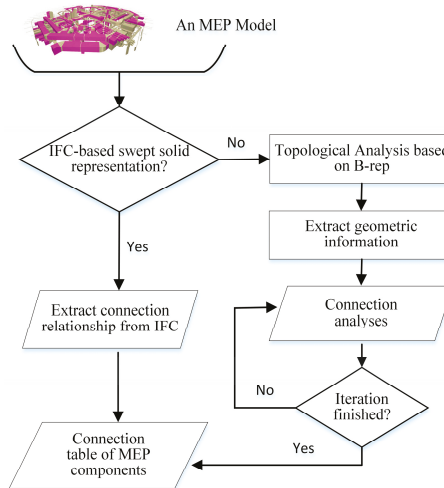 An MEP Model
IFC-based swept solid
representation?
No
Topological Analysis based
on B-rep
Extract geometric
information
Yes
Extract connection
relationship from IFC
Connection
analyses
No
Iteration
finished?
Yes
Connection
table of MEP
components